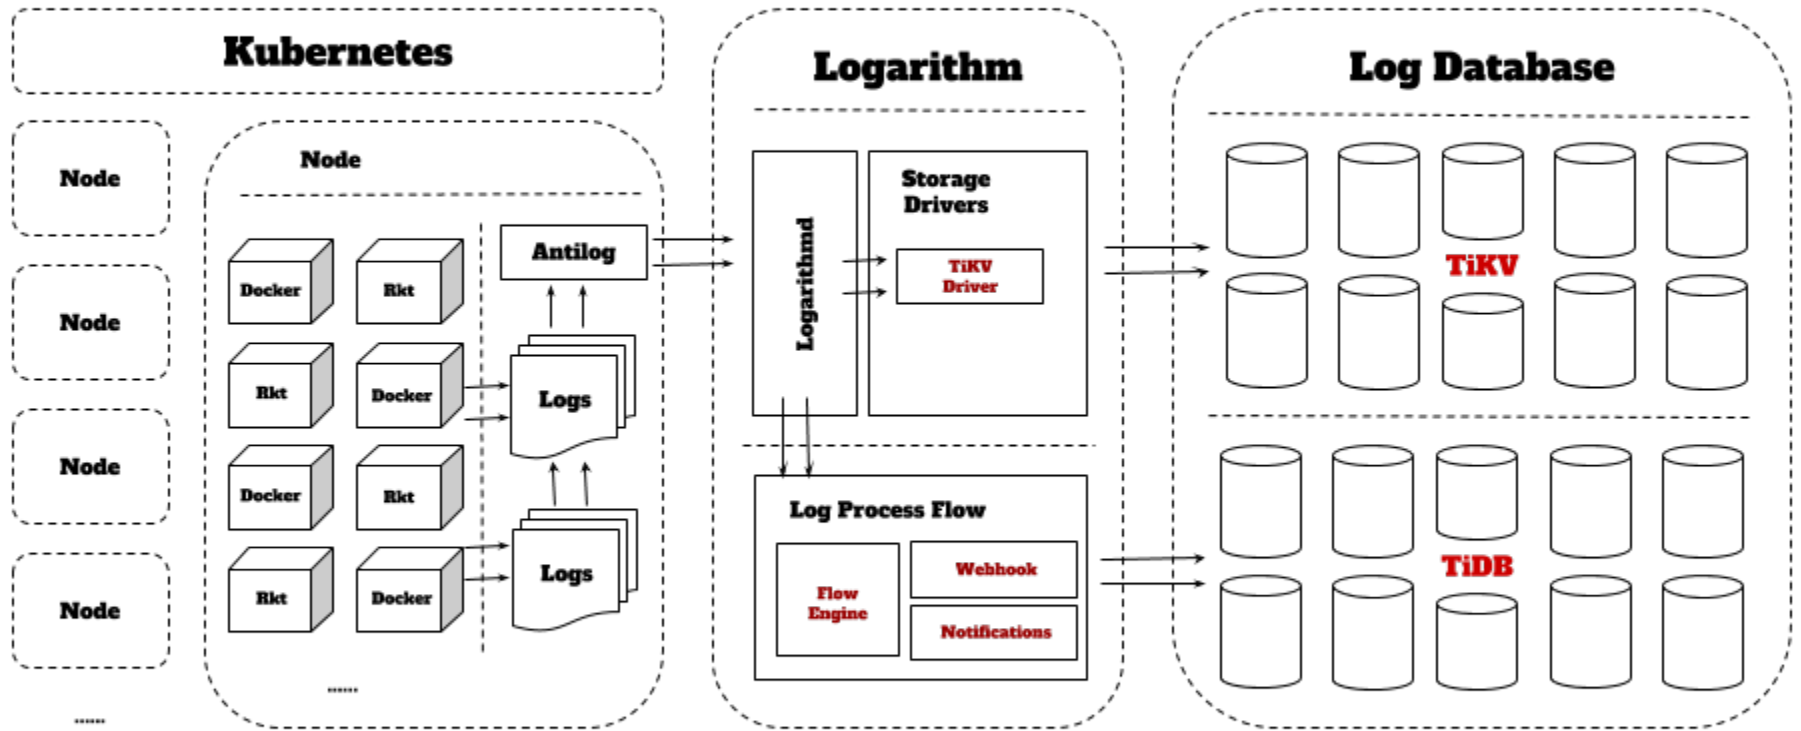 Kubernetes
Node
Node
Node
Node
......
Node
Docker
Rkt
Rkt
Docker
Docker
Rkt
Rkt
Docker
......
Antilog
Logs
Logs
Logarithm
Logarithmd
Storage
Drivers
TiKV
Driver
Log Process Flow
Flow
Engine
Webhook
Notifications
Log Database
TiKV
TiDB